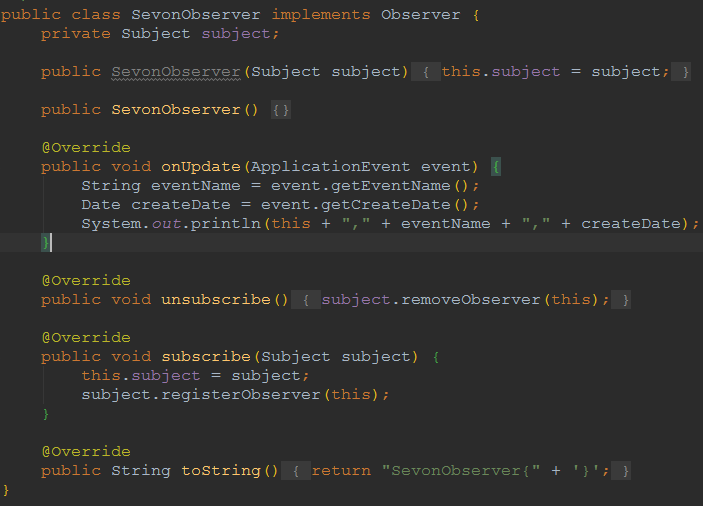 public class SevonObserver implements Observer {
    private Subject subject;
    public SevonObserver(Subject subject) { this.subject = subject; }
    public SevonObserver() {}
    @Override
    public void onUpdate(ApplicationEvent event) {
        String eventName = event.getEventName();
        Date createDate = event.getCreateDate();
        System.out.println(this + "," + eventName + "," + createDate);
    }
    @Override
    public void unsubscribe() { subject.removeObserver(this); }
    @Override
    public void subscribe(Subject subject) {
        this.subject = subject;
        subject.registerObserver(this);
    }
    @Override
    public String toString() { return "SevonObserver{" + '}'; }
}